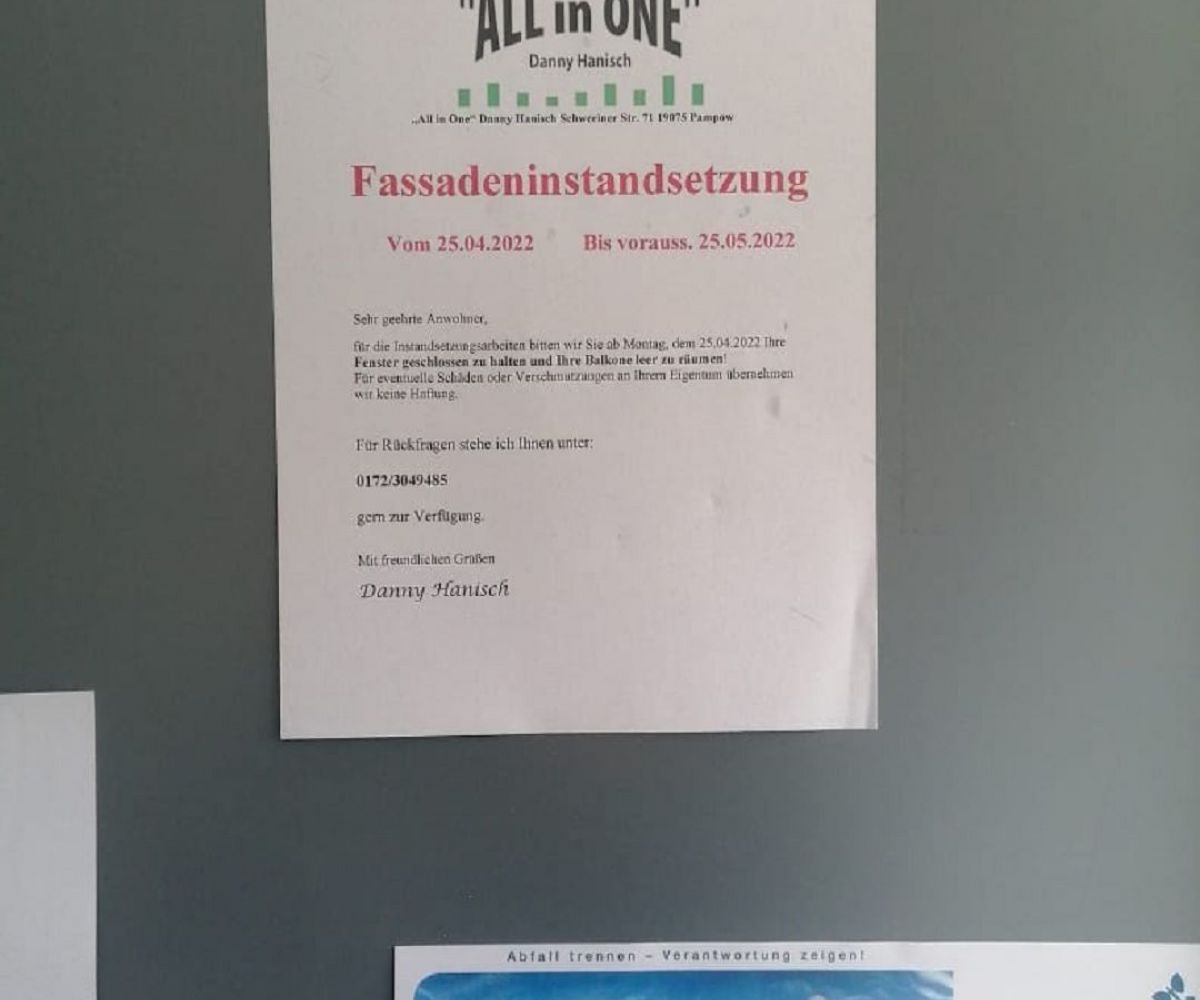 "ALL in ONE"
Danny Hanisch
„All in One“ Danny Hanisch Schweriner Str. 71 19075 Pampow
Fassadeninstandsetzung
Vom 25.04.2022 Bis vorauss. 25.05.2022
Sehr geehrte Anwohner,
für die Instandsetzungsarbeiten bitten wir Sie ab Montag, dem 25.04.2022 Ihre
Fenster geschlossen zu halten und Ihre Balkone leer zu räumen!
Für eventuelle Schäden oder Verschmutzungen an Ihrem Eigentum übernehmen
wir keine Haftung.
Für Rückfragen stehe ich Ihnen unter:
0172/3049485
gern zur Verfügung.
Mit freundlichen Grüßen
Danny Hanisch
Abfall trennen – Verantwortung zeigen!